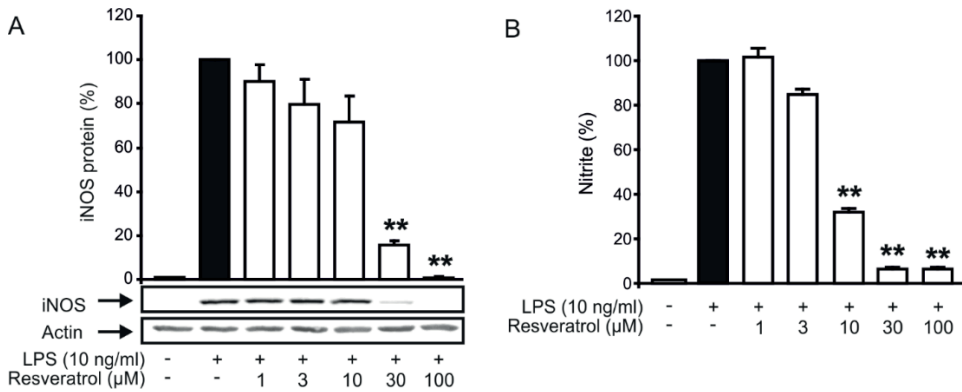 A
iNOS protein (%)
120
100
80
60
40
20
0
**
**
iNOS
Actin
LPS (10 ng/ml) - + + + + + +
Resveratrol (µM) - - 1 3 10 30 100
B
Nitrite (%)
120
100
80
60
40
20
0
**
**
**
LPS (10 ng/ml) - + + + + + +
Resveratrol (µM) - - 1 3 10 30 100